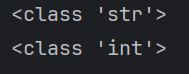 <class 'str'>
<class 'int'>